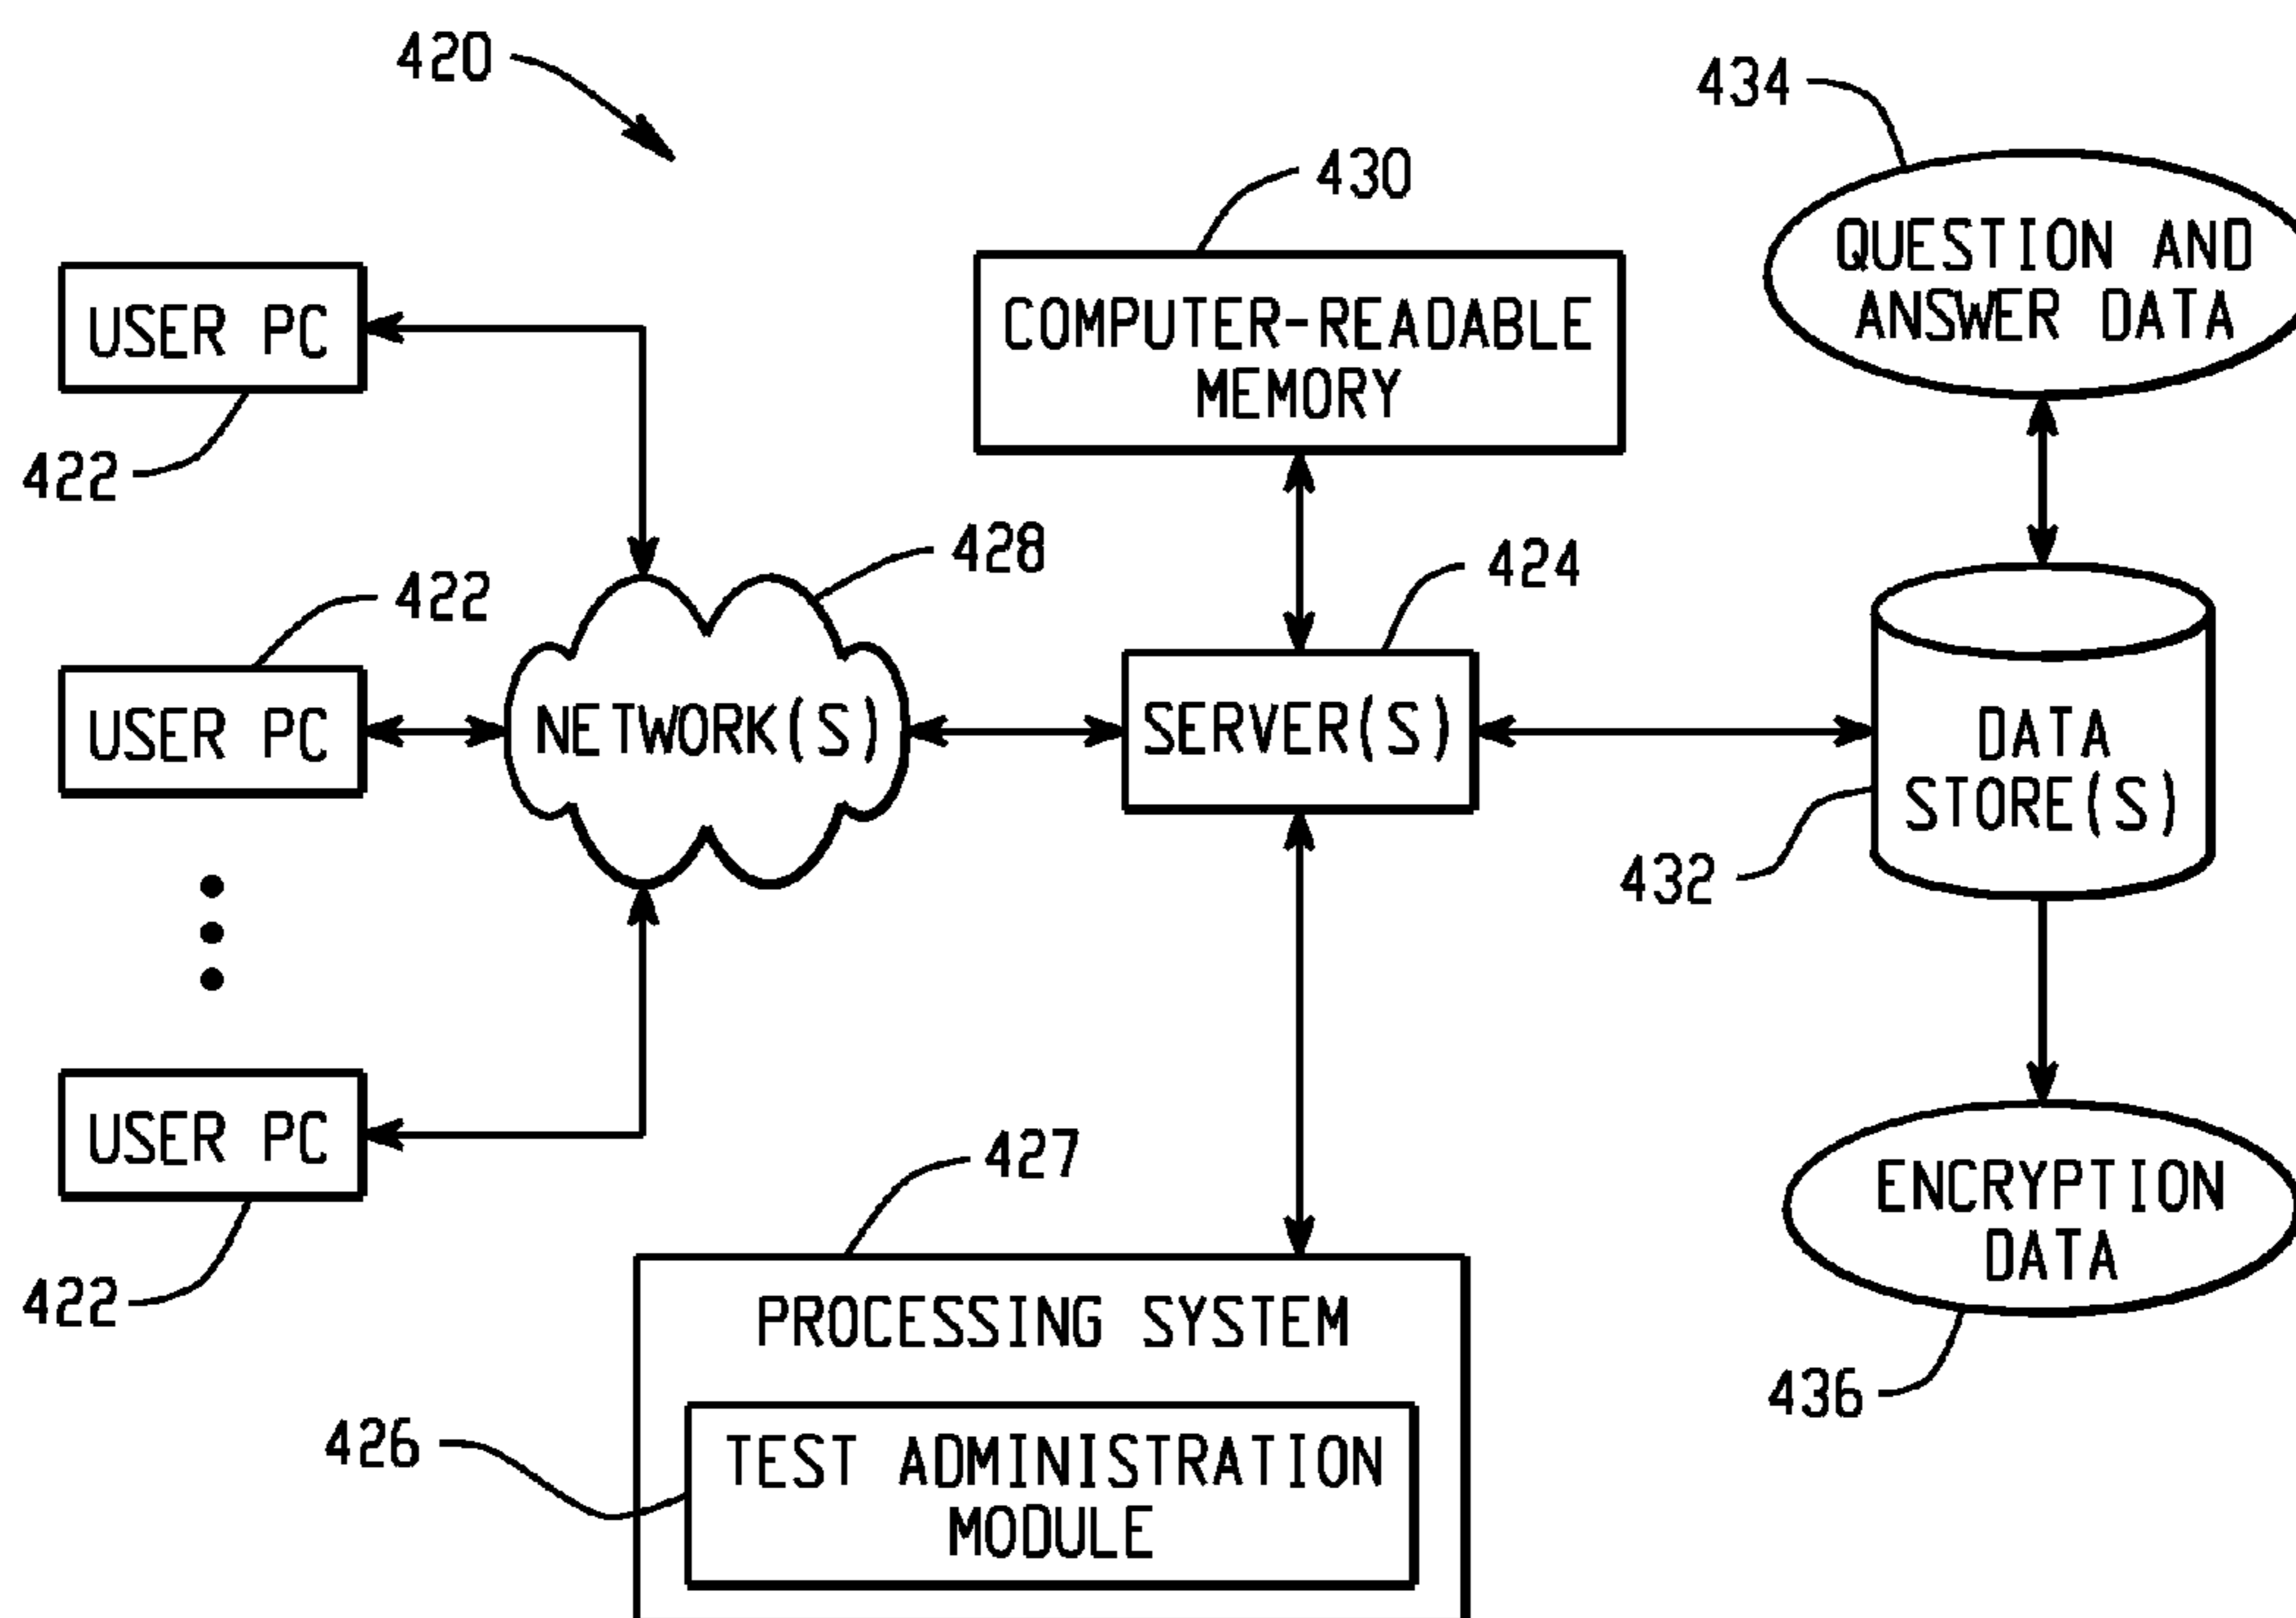 420
434
430
QUESTION AND
ANSWER DATA
USER PC
COMPUTER-READABLE
MEMORY
422
428
424
422
USER PC
NETWORK(S)
SERVER(S)
DATA
STORE(S)
432
USER PC
427
ENCRYPTION
DATA
422
PROCESSING SYSTEM
436
426
TEST ADMINISTRATION
MODULE